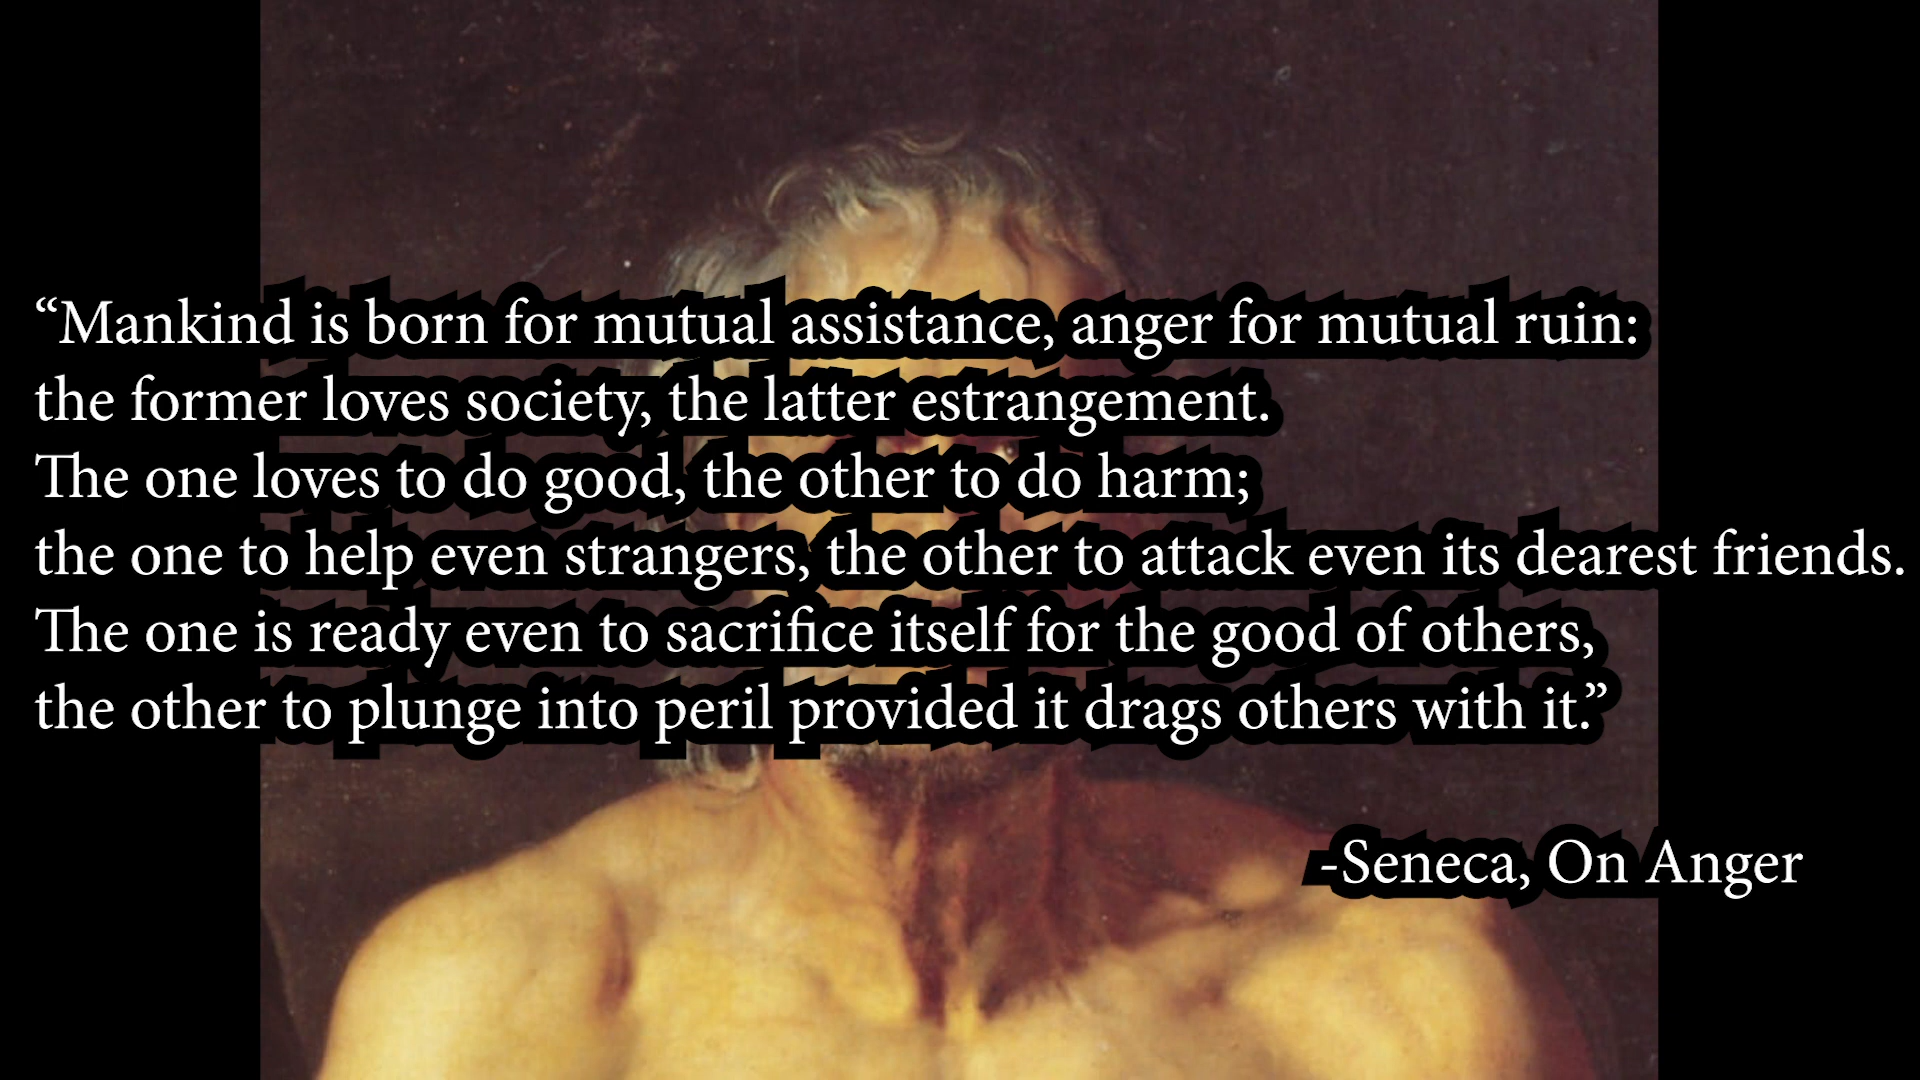 “Mankind is born for mutual assistance, anger for mutual ruin:
the former loves society, the latter estrangement.
The one loves to do good, the other to do harm;
the one to help even strangers, the other to attack even its dearest friends.
The one is ready even to sacrifice itself for the good of others,
the other to plunge into peril provided it drags others with it.”
-Seneca, On Anger